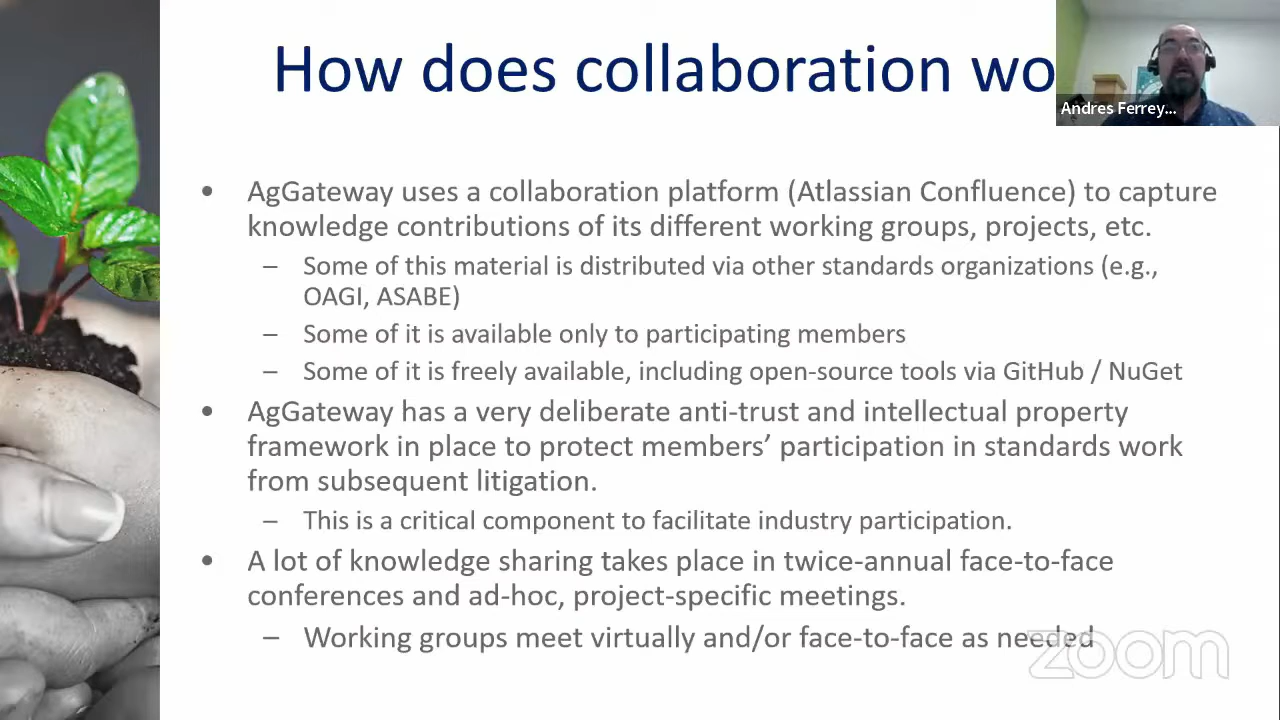 How does collaboration wo
Andres Ferrey...
• AgGateway uses a collaboration platform (Atlassian Confluence) to capture
knowledge contributions of its different working groups, projects, etc.
– Some of this material is distributed via other standards organizations (e.g.,
OAGI, ASABE)
– Some of it is available only to participating members
– Some of it is freely available, including open-source tools via GitHub / NuGet
• AgGateway has a very deliberate anti-trust and intellectual property
framework in place to protect members’ participation in standards work
from subsequent litigation.
– This is a critical component to facilitate industry participation.
• A lot of knowledge sharing takes place in twice-annual face-to-face
conferences and ad-hoc, project-specific meetings.
– Working groups meet virtually and/or face-to-face as needed
zoom